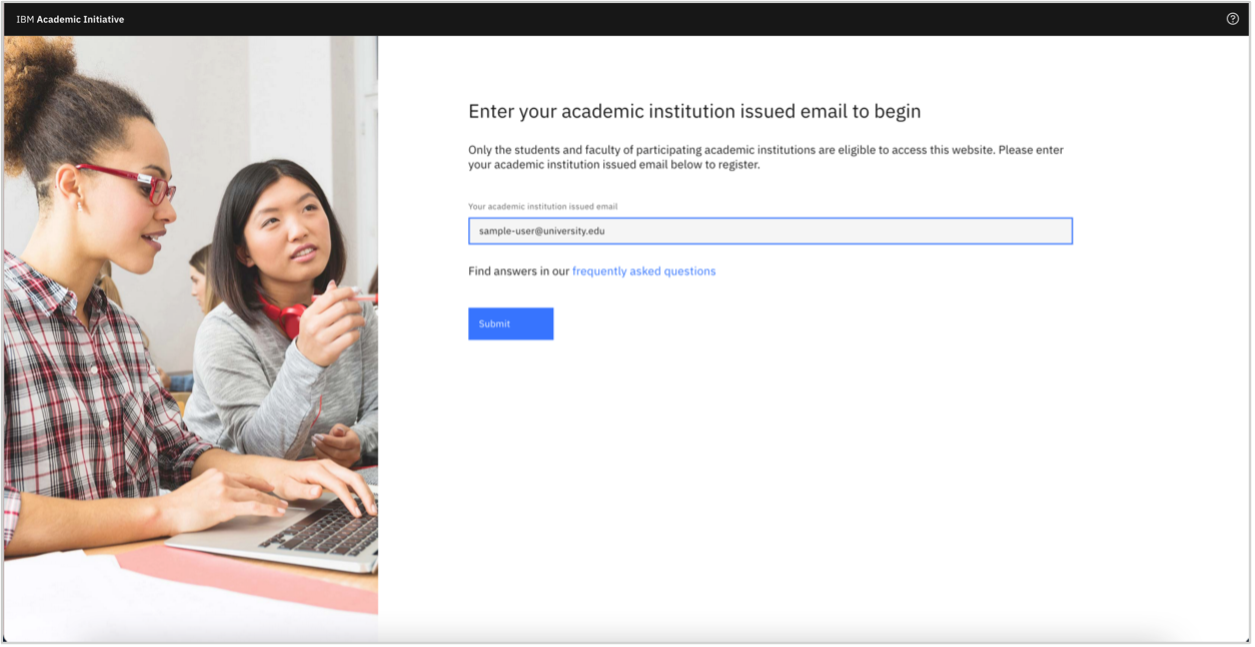 IBM Academic Initiative
Enter your academic institution issued email to begin
Only the students and faculty of participating academic institutions are eligible to access this website. Please enter
your academic institution issued email below to register.
Your academic institution issued email
sample-user@university.edu
Find answers in our frequently asked questions
Submit